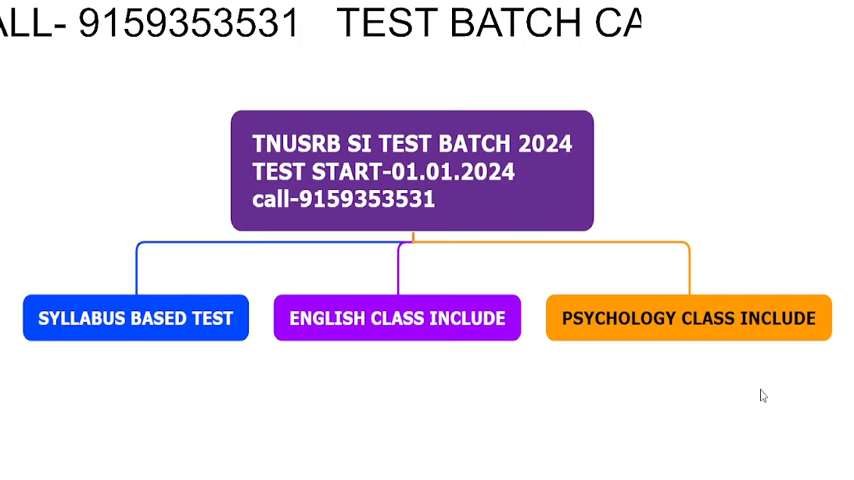 ALL- 9159353531 TEST BATCH CA
TNUSRB SI TEST BATCH 2024
TEST START-01.01.2024
call-9159353531
SYLLABUS BASED TEST
ENGLISH CLASS INCLUDE
PSYCHOLOGY CLASS INCLUDE